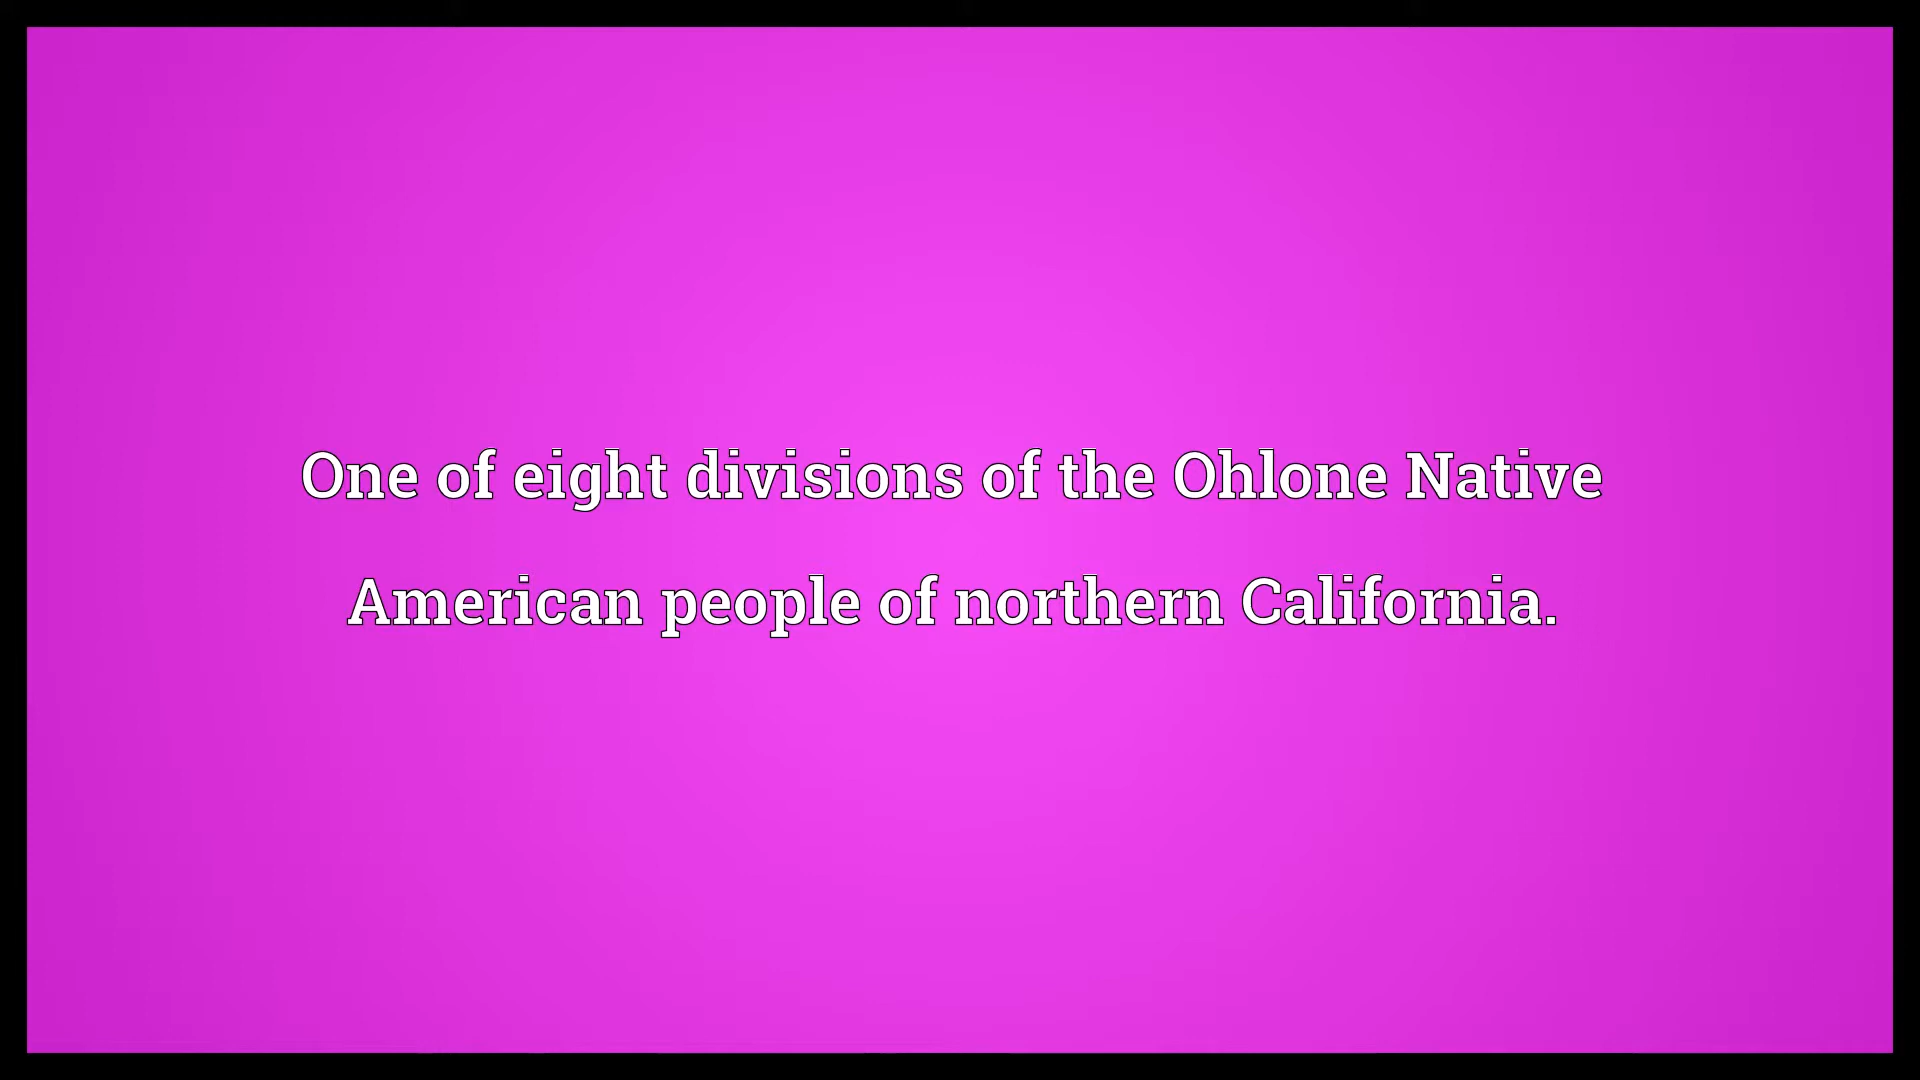 One of eight divisions of the Ohlone Native
American people of northern California.